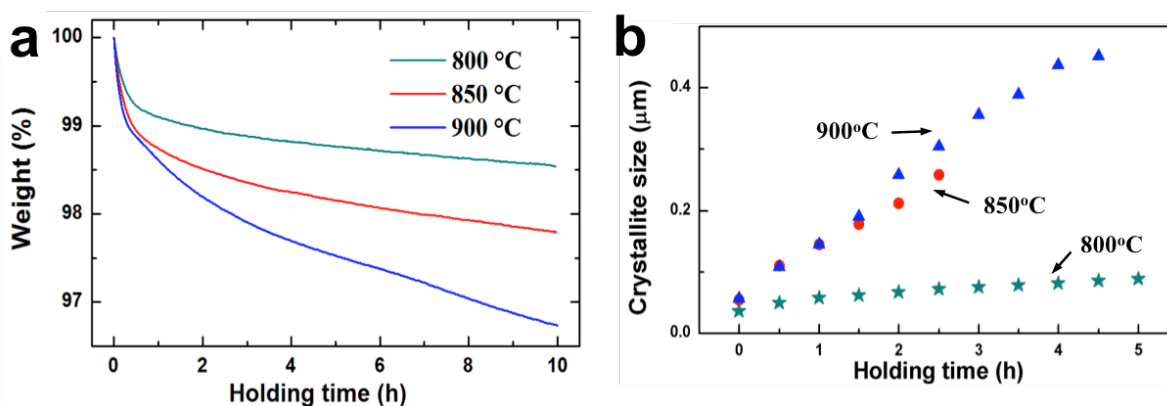 a
100
99
98
97
Weight (%)
800 °C
850 °C
900 °C
0 2 4 6 8 10
Holding time (h)
b
0.4
0.2
0.0
Crystallite size (μm)
900°C
850°C
800°C
0 1 2 3 4 5
Holding time (h)